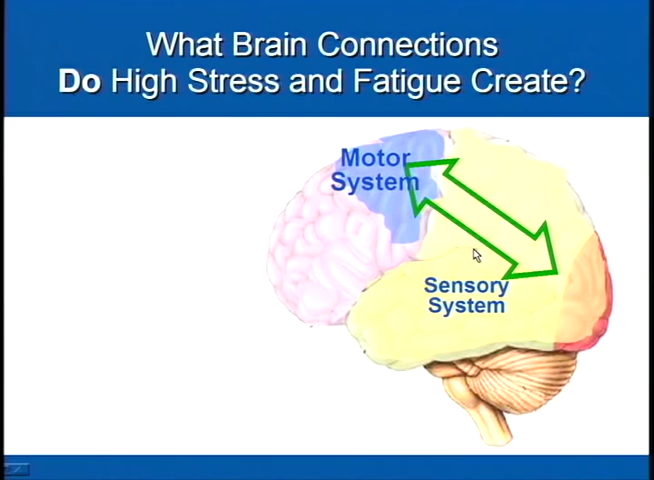 What Brain Connections
Do High Stress and Fatigue Create?
Motor
System
Sensory
System